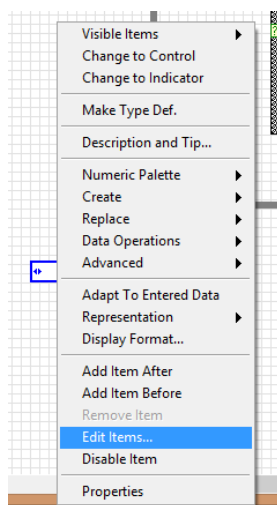 Visible Items
Change to Control
Change to Indicator
Make Type Def.
Description and Tip...
Numeric Palette
Create
Replace
Data Operations
Advanced
Adapt To Entered Data
Representation
Display Format...
Add Item After
Add Item Before
Remove Item
Edit Items...
Disable Item
Properties